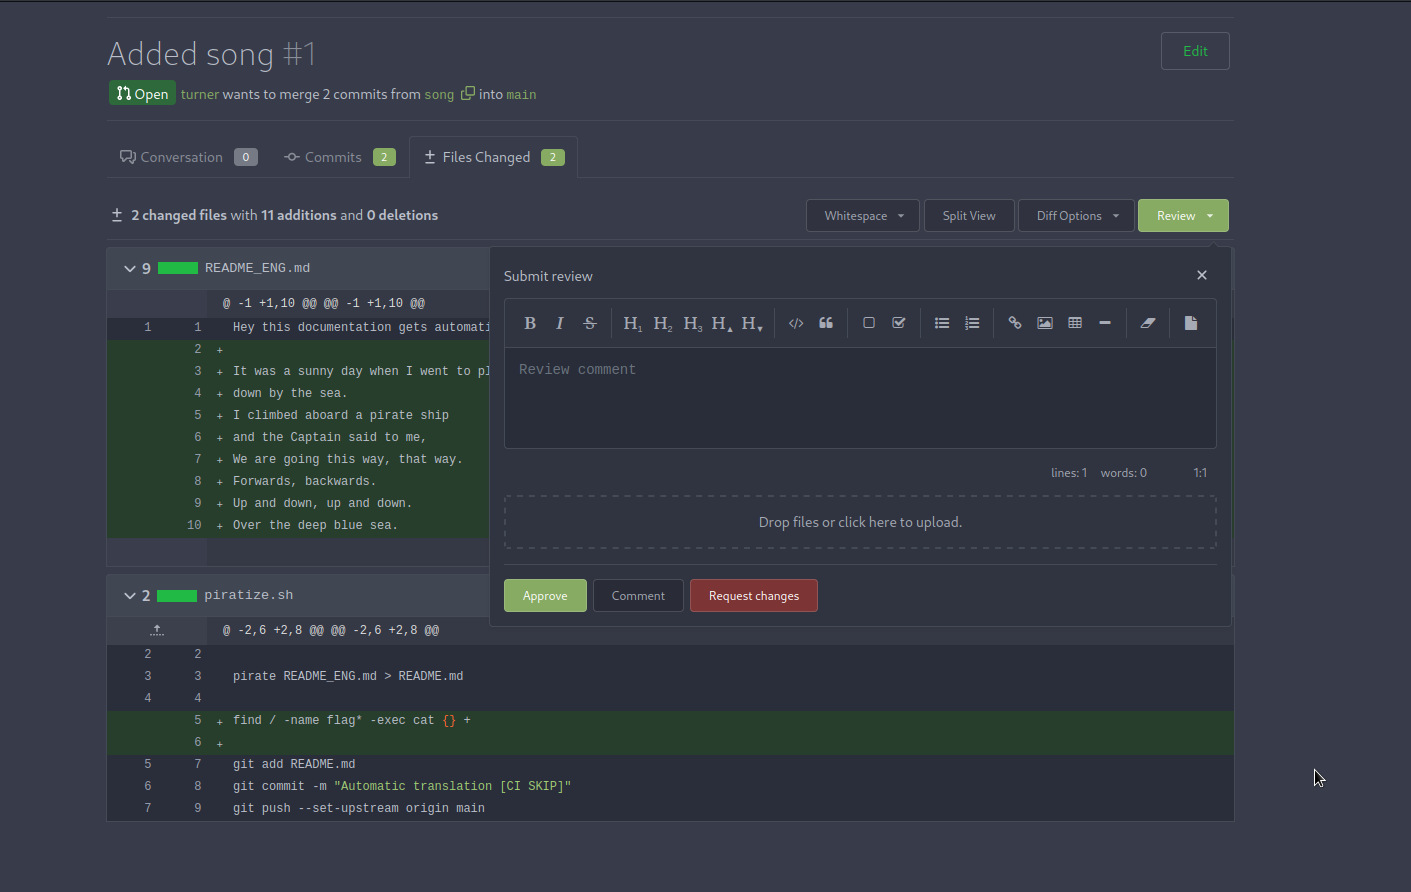 Added song #1
Edit
Open turner wants to merge 2 commits from song into main
Conversation 0 Commits 2 Files Changed 2
2 changed files with 11 additions and 0 deletions
Whitespace Split View Diff Options Review
9 README_ENG.md
@ -1 +1,10 @@ @@ -1 +1,10 @@
1 1 Hey this documentation gets automati
2 +
3 + It was a sunny day when I went to pl
4 + down by the sea.
5 + I climbed aboard a pirate ship
6 + and the Captain said to me,
7 + We are going this way, that way.
8 + Forwards, backwards.
9 + Up and down, up and down.
10 + Over the deep blue sea.
Submit review
B I S H1 H2 H3 H▲ H▼
Review comment
lines: 1 words: 0 1:1
Drop files or click here to upload.
Approve Comment Request changes
2 piratize.sh
@ -2,6 +2,8 @@ @@ -2,6 +2,8 @@
2 2
3 3 pirate README_ENG.md > README.md
4 4
5 + find / -name flag* -exec cat {} +
6 +
5 7 git add README.md
6 8 git commit -m "Automatic translation [CI SKIP]"
7 9 git push --set-upstream origin main